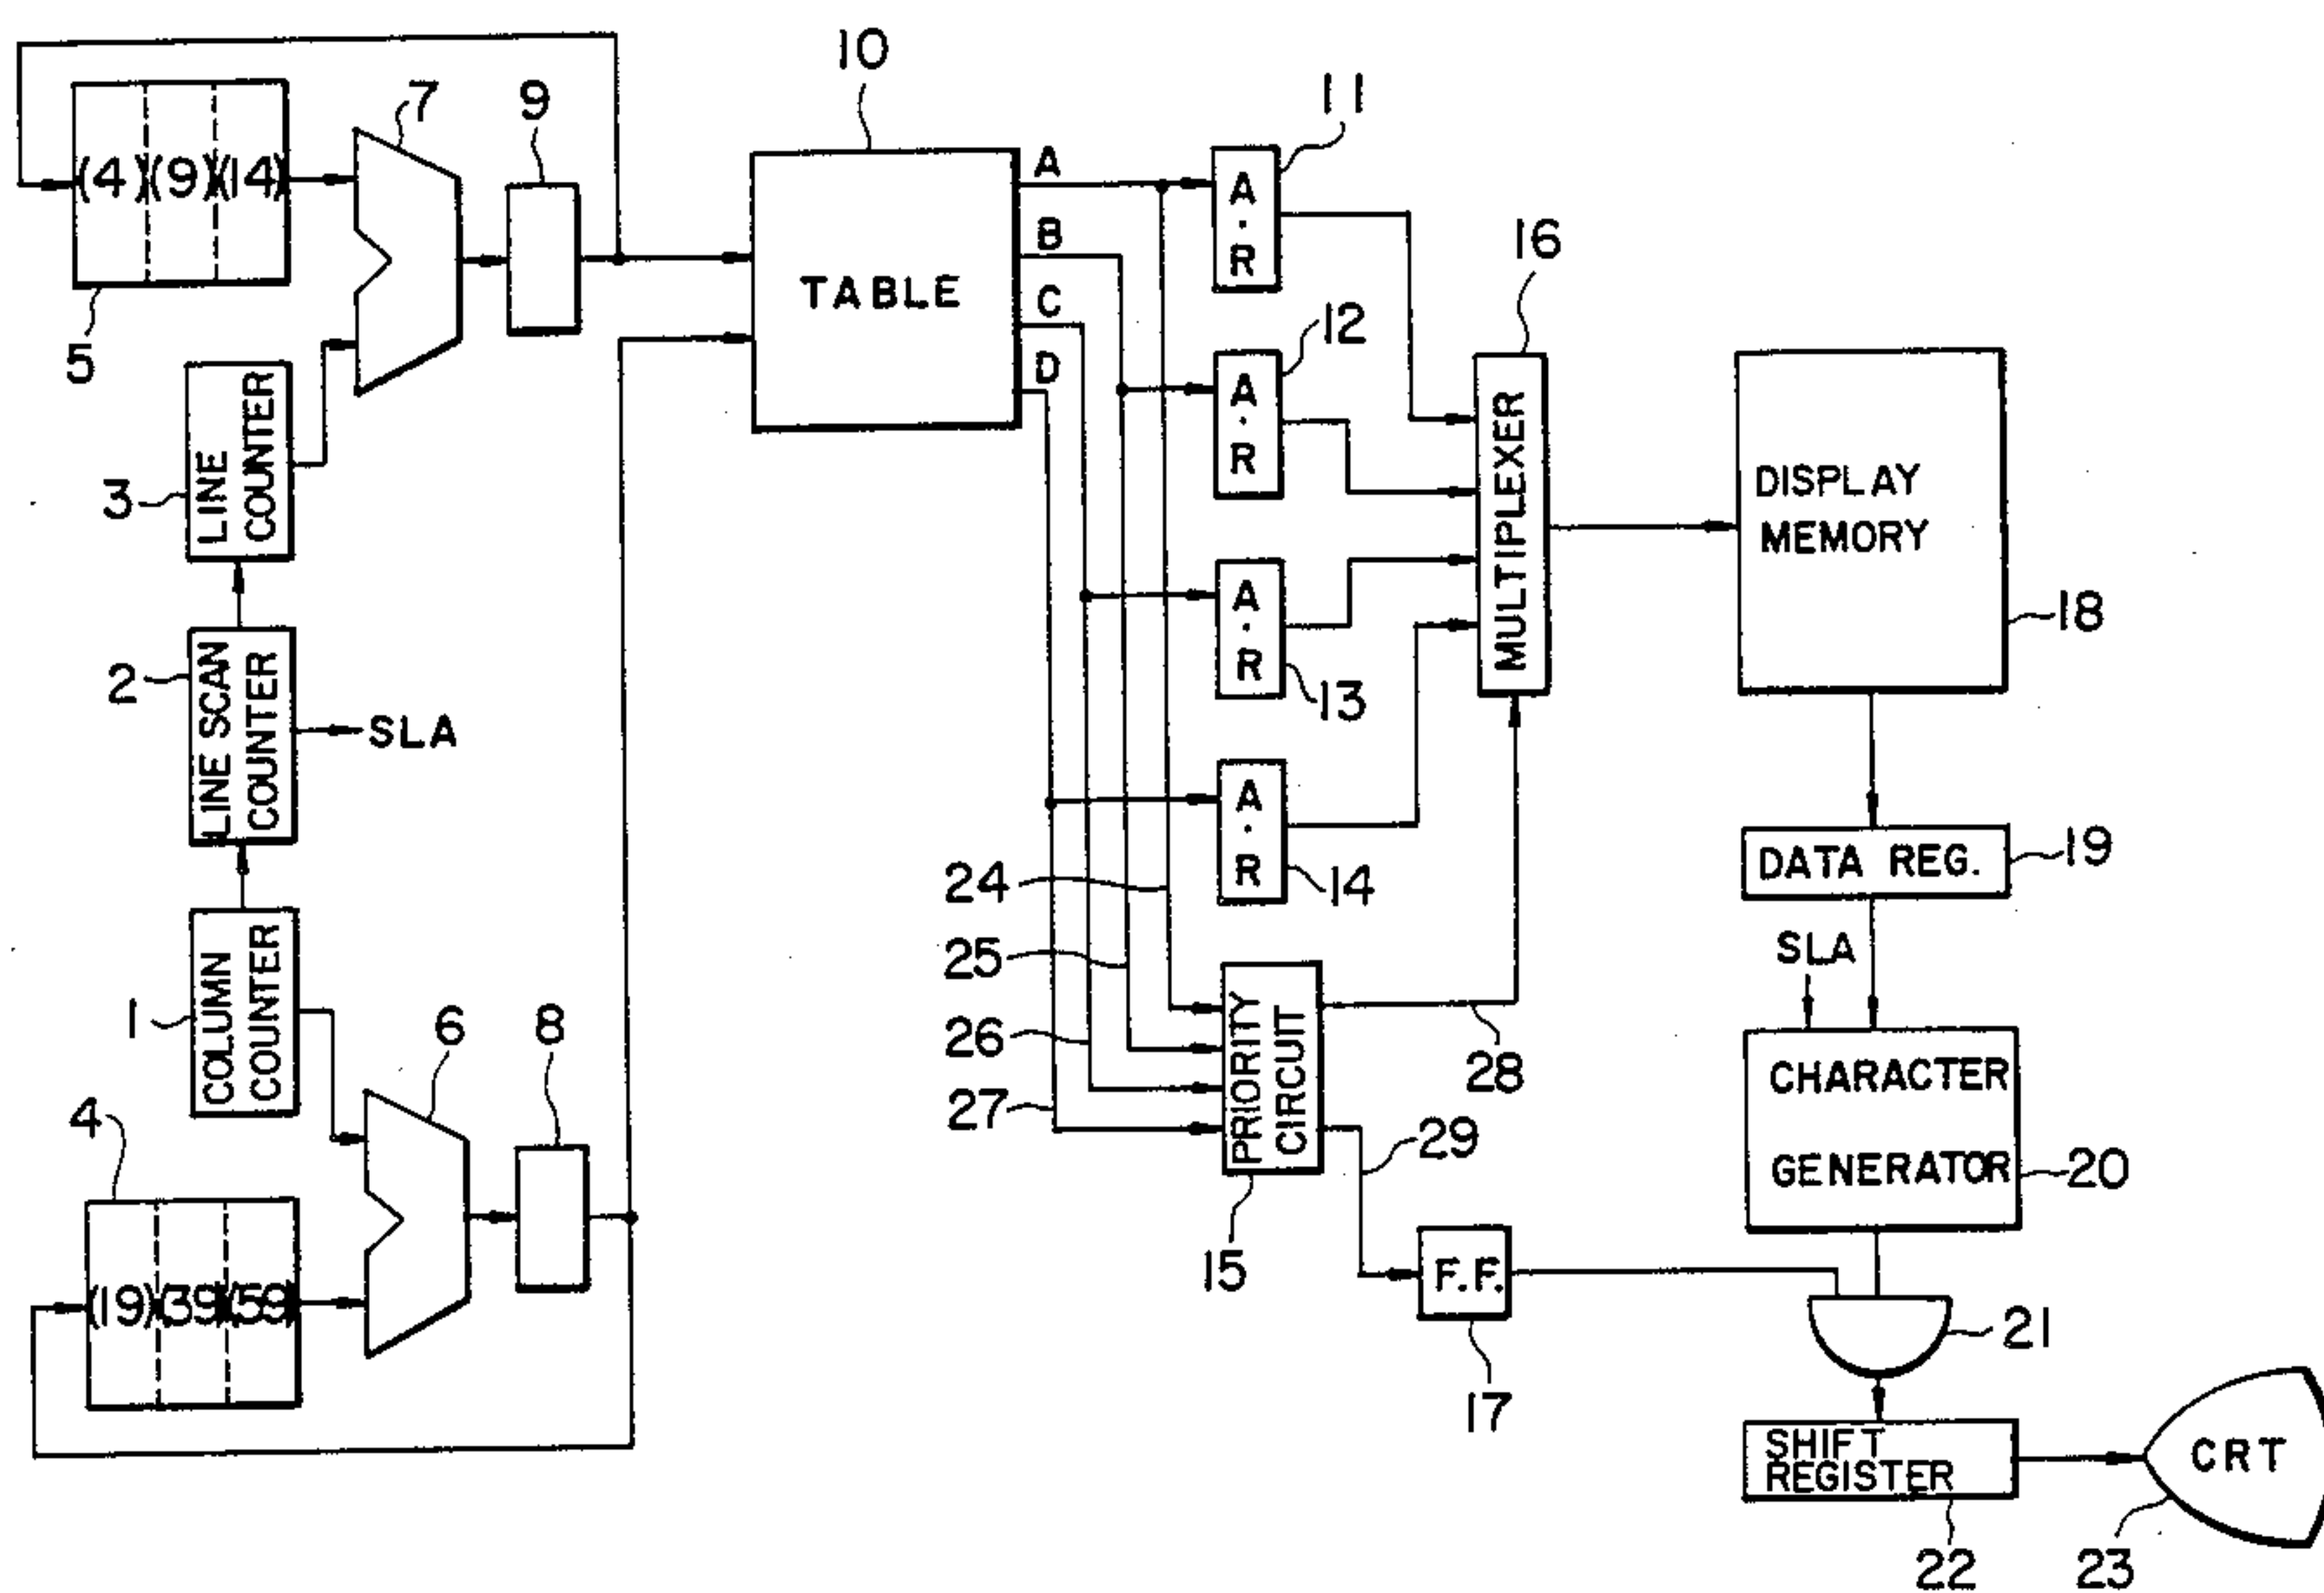 10
7
9
11
(4)(9)(14)
A
A·R
B
16
TABLE
C
12
5
D
A·R
3
LINE COUNTER
MULTIPLEXER
DISPLAY
MEMORY
A·R
13
18
2
LINE SCAN COUNTER
SLA
A·R
14
19
DATA REG.
24
25
SLA
1
COLUMN COUNTER
6
8
26
PRIORITY CIRCUIT
28
CHARACTER
GENERATOR
20
27
29
4
15
(19)(39)(59)
F.F.
17
21
SHIFT
REGISTER
CRT
22
23